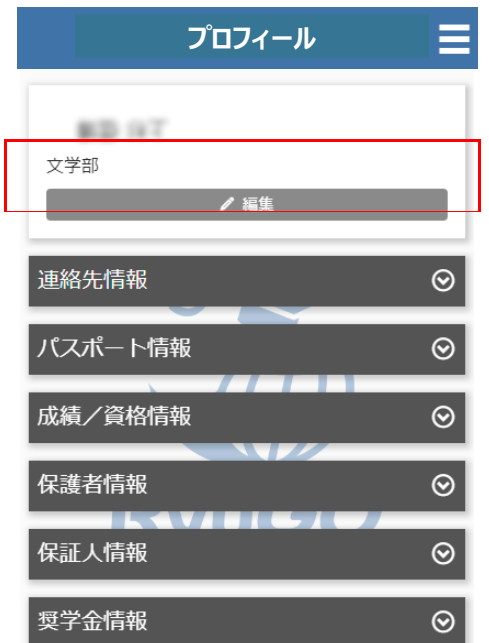 プロフィール
文学部
編集
連絡先情報
パスポート情報
成績／資格情報
保護者情報
保証人情報
奨学金情報